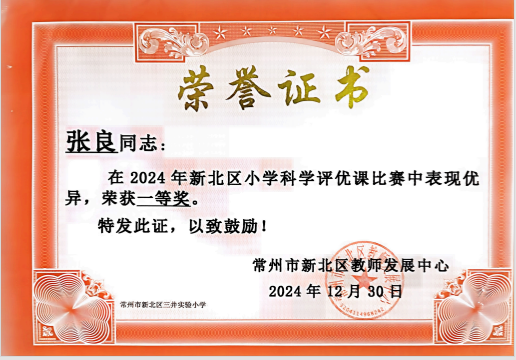 荣誉证书
张良同志：
在 2024 年新北区小学科学评优课比赛中表现优
异，荣获一等奖。
特发此证，以致鼓励！
常州市新北区教师发展中心
2024 年 12 月 30 日
常州市新北区三井实验小学